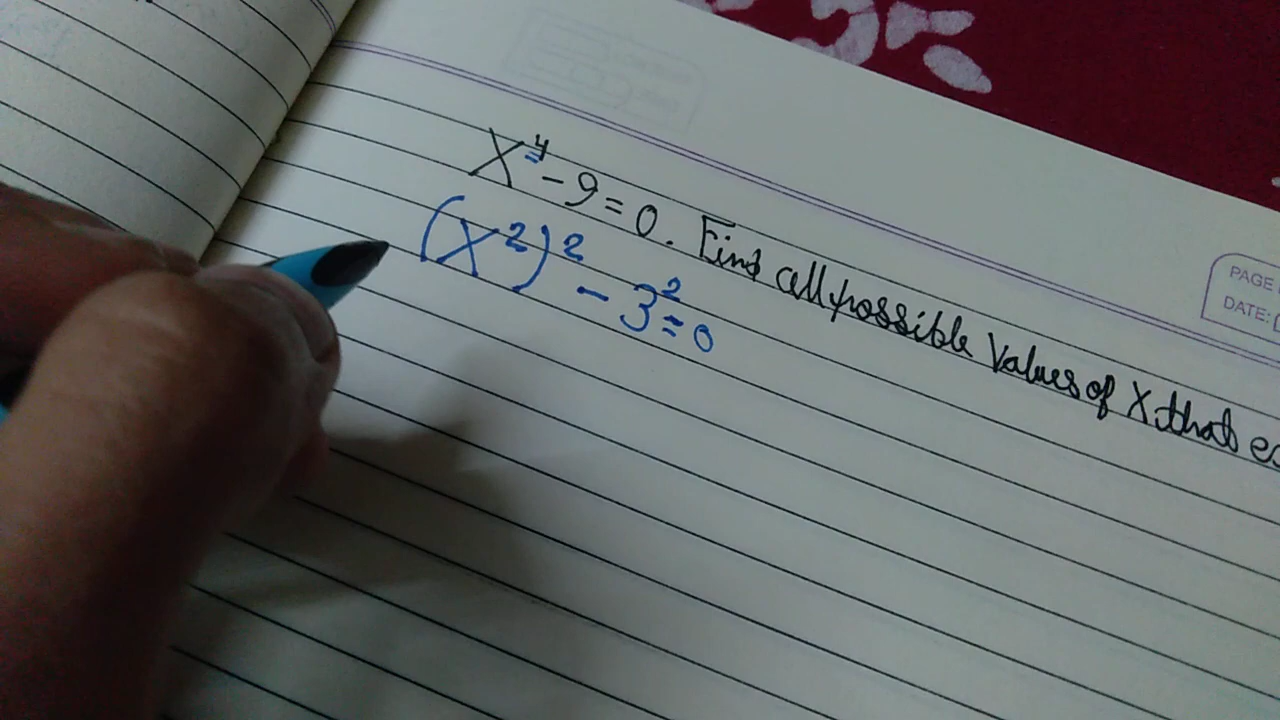 X⁴ - 9 = 0. Find all possible values of X that
(X²)² - 3² = 0
PAGE
DATE: